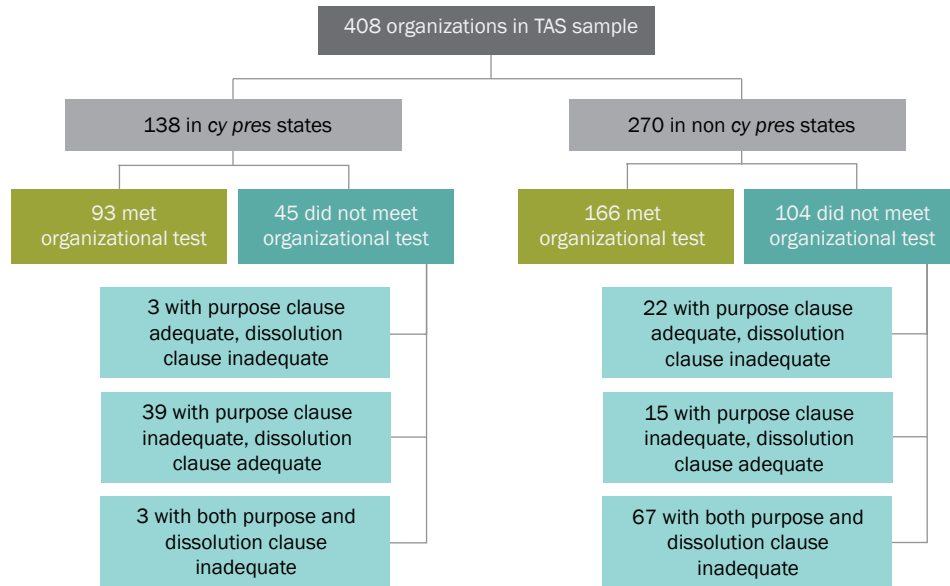 408 organizations in TAS sample
138 in cy pres states
270 in non cy pres states
93 met
organizational test
45 did not meet
organizational test
166 met
organizational test
104 did not meet
organizational test
3 with purpose clause
adequate, dissolution
clause inadequate
22 with purpose clause
adequate, dissolution
clause inadequate
39 with purpose clause
inadequate, dissolution
clause adequate
15 with purpose clause
inadequate, dissolution
clause adequate
3 with both purpose and
dissolution clause
inadequate
67 with both purpose and
dissolution clause
inadequate